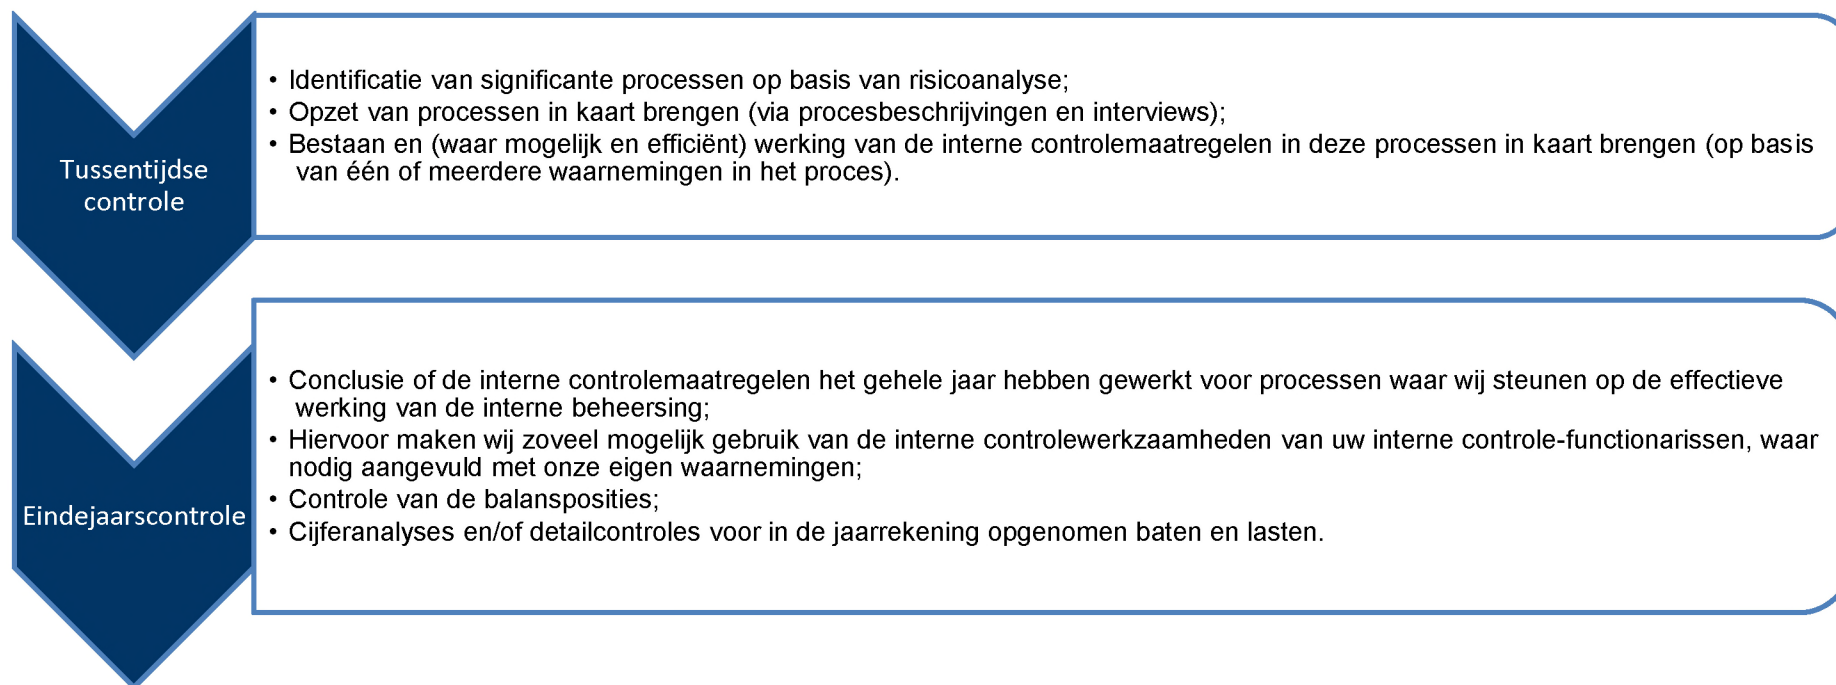 Tussentijdse
controle
• Identificatie van significante processen op basis van risicoanalyse;
• Opzet van processen in kaart brengen (via procesbeschrijvingen en interviews);
• Bestaan en (waar mogelijk en efficiënt) werking van de interne controlemaatregelen in deze processen in kaart brengen (op basis
van één of meerdere waarnemingen in het proces).
Eindejaarscontrole
• Conclusie of de interne controlemaatregelen het gehele jaar hebben gewerkt voor processen waar wij steunen op de effectieve
werking van de interne beheersing;
• Hiervoor maken wij zoveel mogelijk gebruik van de interne controlewerkzaamheden van uw interne controle-functionarissen, waar
nodig aangevuld met onze eigen waarnemingen;
• Controle van de balansposities;
• Cijferanalyses en/of detailcontroles voor in de jaarrekening opgenomen baten en lasten.